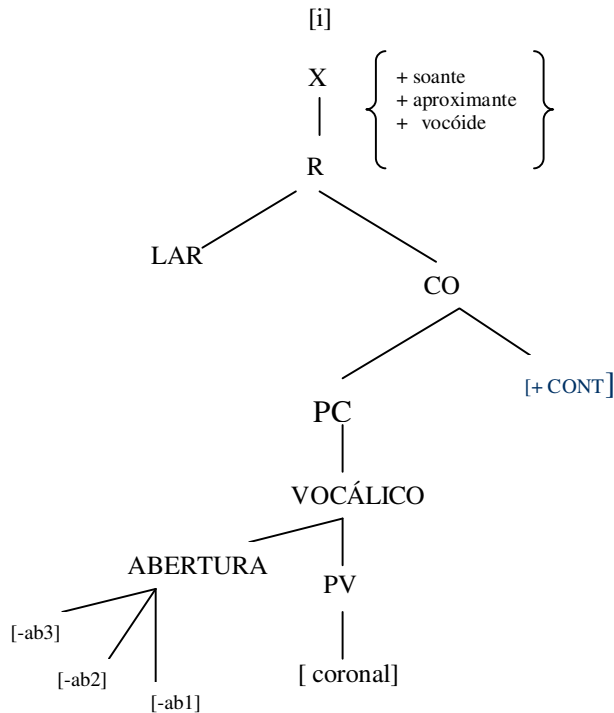 [i]
X
+ soante
+ aproximante
+ vocóide
R
LAR
CO
[+ CONT]
PC
VOCÁLICO
ABERTURA
PV
[-ab3]
[-ab2]
[-ab1]
[ coronal]